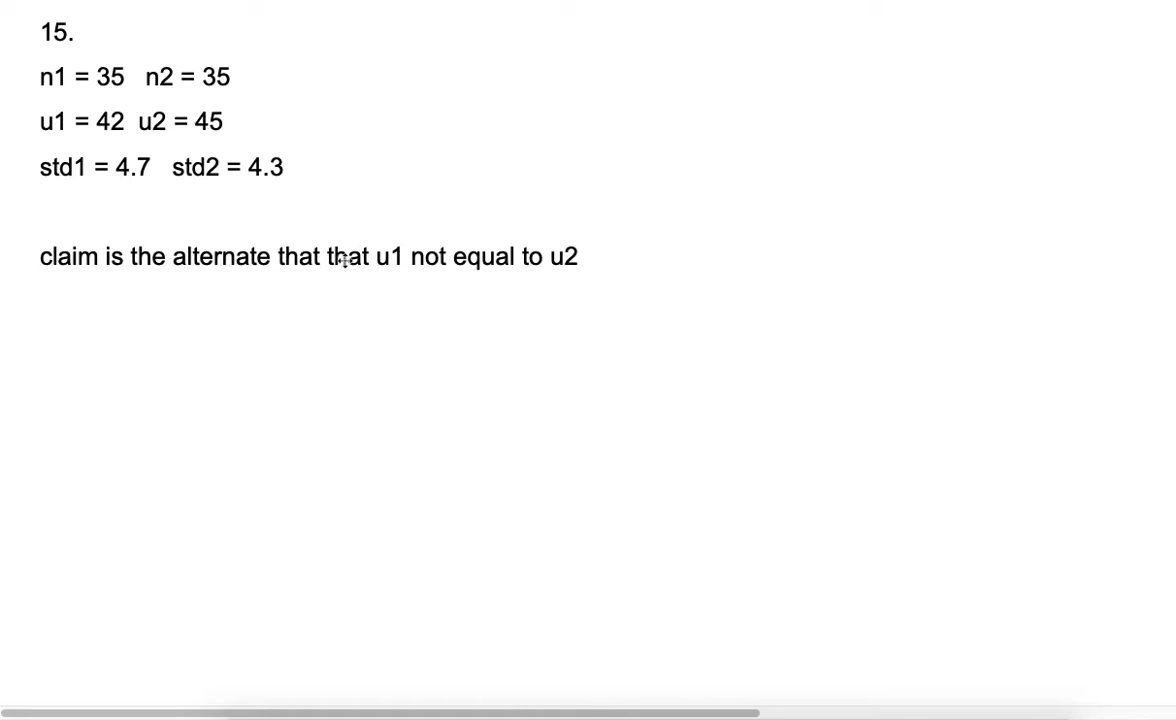 15.
n1 = 35 n2 = 35
u1 = 42 u2 = 45
std1 = 4.7 std2 = 4.3
claim is the alternate that that u1 not equal to u2